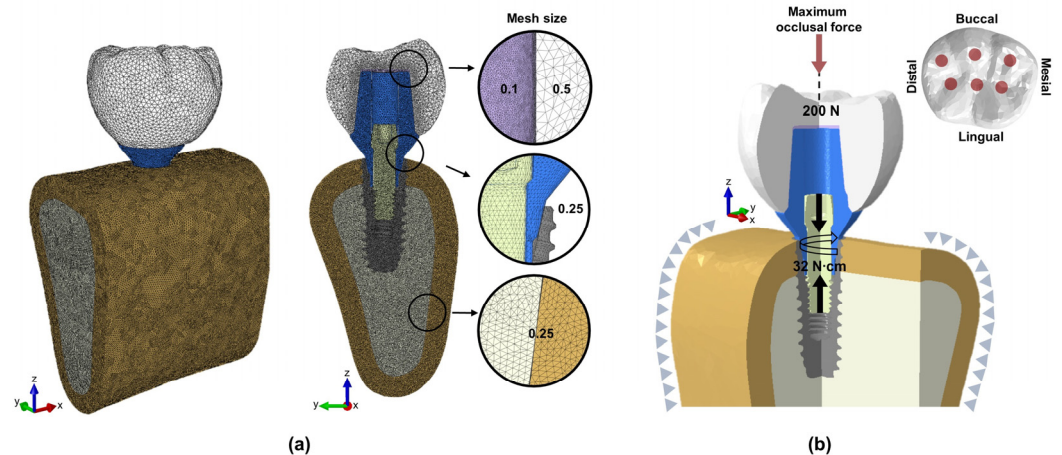 Mesh size
0.1
0.5
0.25
0.25
z
y
x
z
y
x
(a)
Maximum
occlusal force
200 N
32 N·cm
z
y
x
Buccal
Distal
Mesial
Lingual
(b)